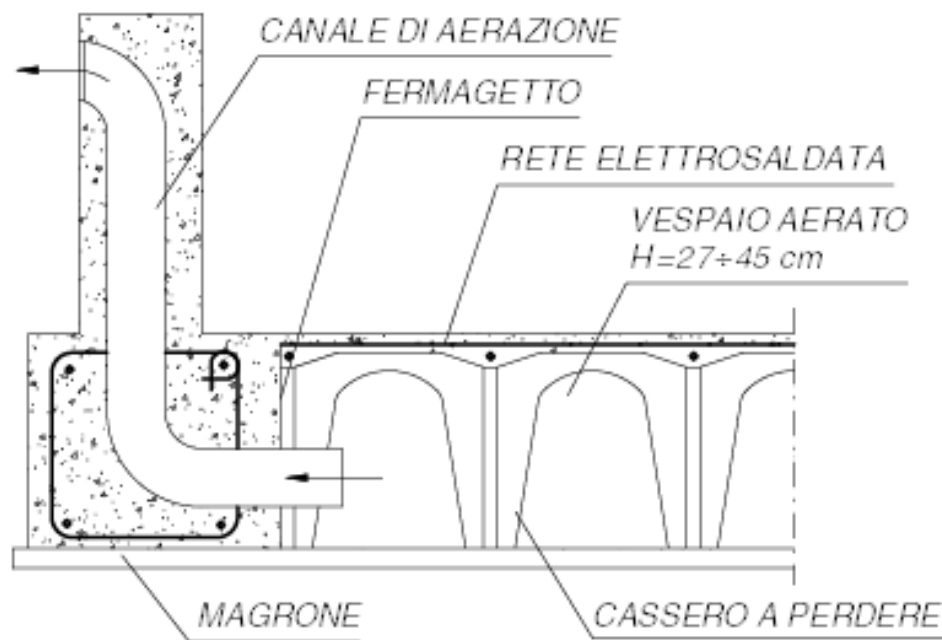 CANALE DI AERAZIONE
FERMAGETTO
RETE ELETTROSALDATA
VESPAIO AERATO
H=27÷45 cm
MAGRONE
CASSERO A PERDERE